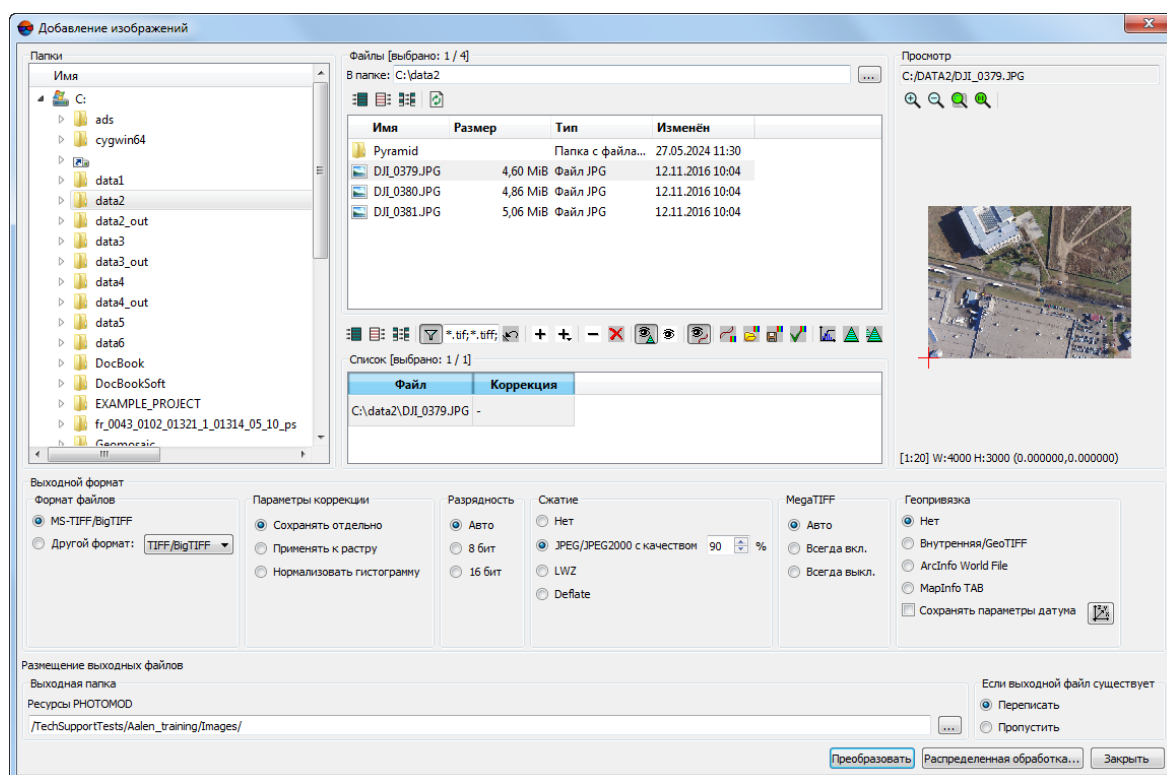 Добавление изображений
Папки
Имя
C:
ads
cygwin64
data1
data2
data2_out
data3
data3_out
data4
data4_out
data5
data6
DocBook
DocBookSoft
EXAMPLE_PROJECT
fr_0043_0102_01321_1_01314_05_10_ps
Geomosaic
Файлы [выбрано: 1 / 4]
В папке: C:\data2 ...
Имя Размер Тип Изменён
Pyramid Папка с файла... 27.05.2024 11:30
DJI_0379.JPG 4,60 MiB Файл JPG 12.11.2016 10:04
DJI_0380.JPG 4,86 MiB Файл JPG 12.11.2016 10:04
DJI_0381.JPG 5,06 MiB Файл JPG 12.11.2016 10:04
*.tif;*.tiff;
Список [выбрано: 1 / 1]
Файл Коррекция
C:\data2\DJI_0379.JPG -
Просмотр
C:/DATA2/DJI_0379.JPG
[1:20] W:4000 H:3000 (0.000000,0.000000)
Выходной формат
Формат файлов
MS-TIFF/BigTIFF
Другой формат: TIFF/BigTIFF
Параметры коррекции
Сохранять отдельно
Применять к растру
Нормализовать гистограмму
Разрядность
Авто
8 бит
16 бит
Сжатие
Нет
JPEG/JPEG2000 с качеством 90 %
LWZ
Deflate
MegaTIFF
Авто
Всегда вкл.
Всегда выкл.
Геопривязка
Нет
Внутренняя/GeoTIFF
ArcInfo World File
MapInfo TAB
Сохранять параметры датума
Размещение выходных файлов
Выходная папка
Ресурсы PHOTOMOD
/TechSupportTests/Aalen_training/Images/ ...
Если выходной файл существует
Переписать
Пропустить
Преобразовать Распределенная обработка... Закрыть